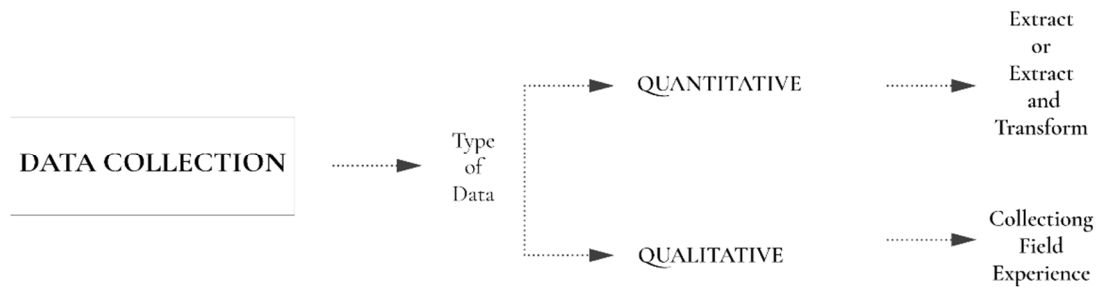 DATA COLLECTION
Type
of
Data
QUANTITATIVE
Extract
or
Extract
and
Transform
QUALITATIVE
Collectiong
Field
Experience